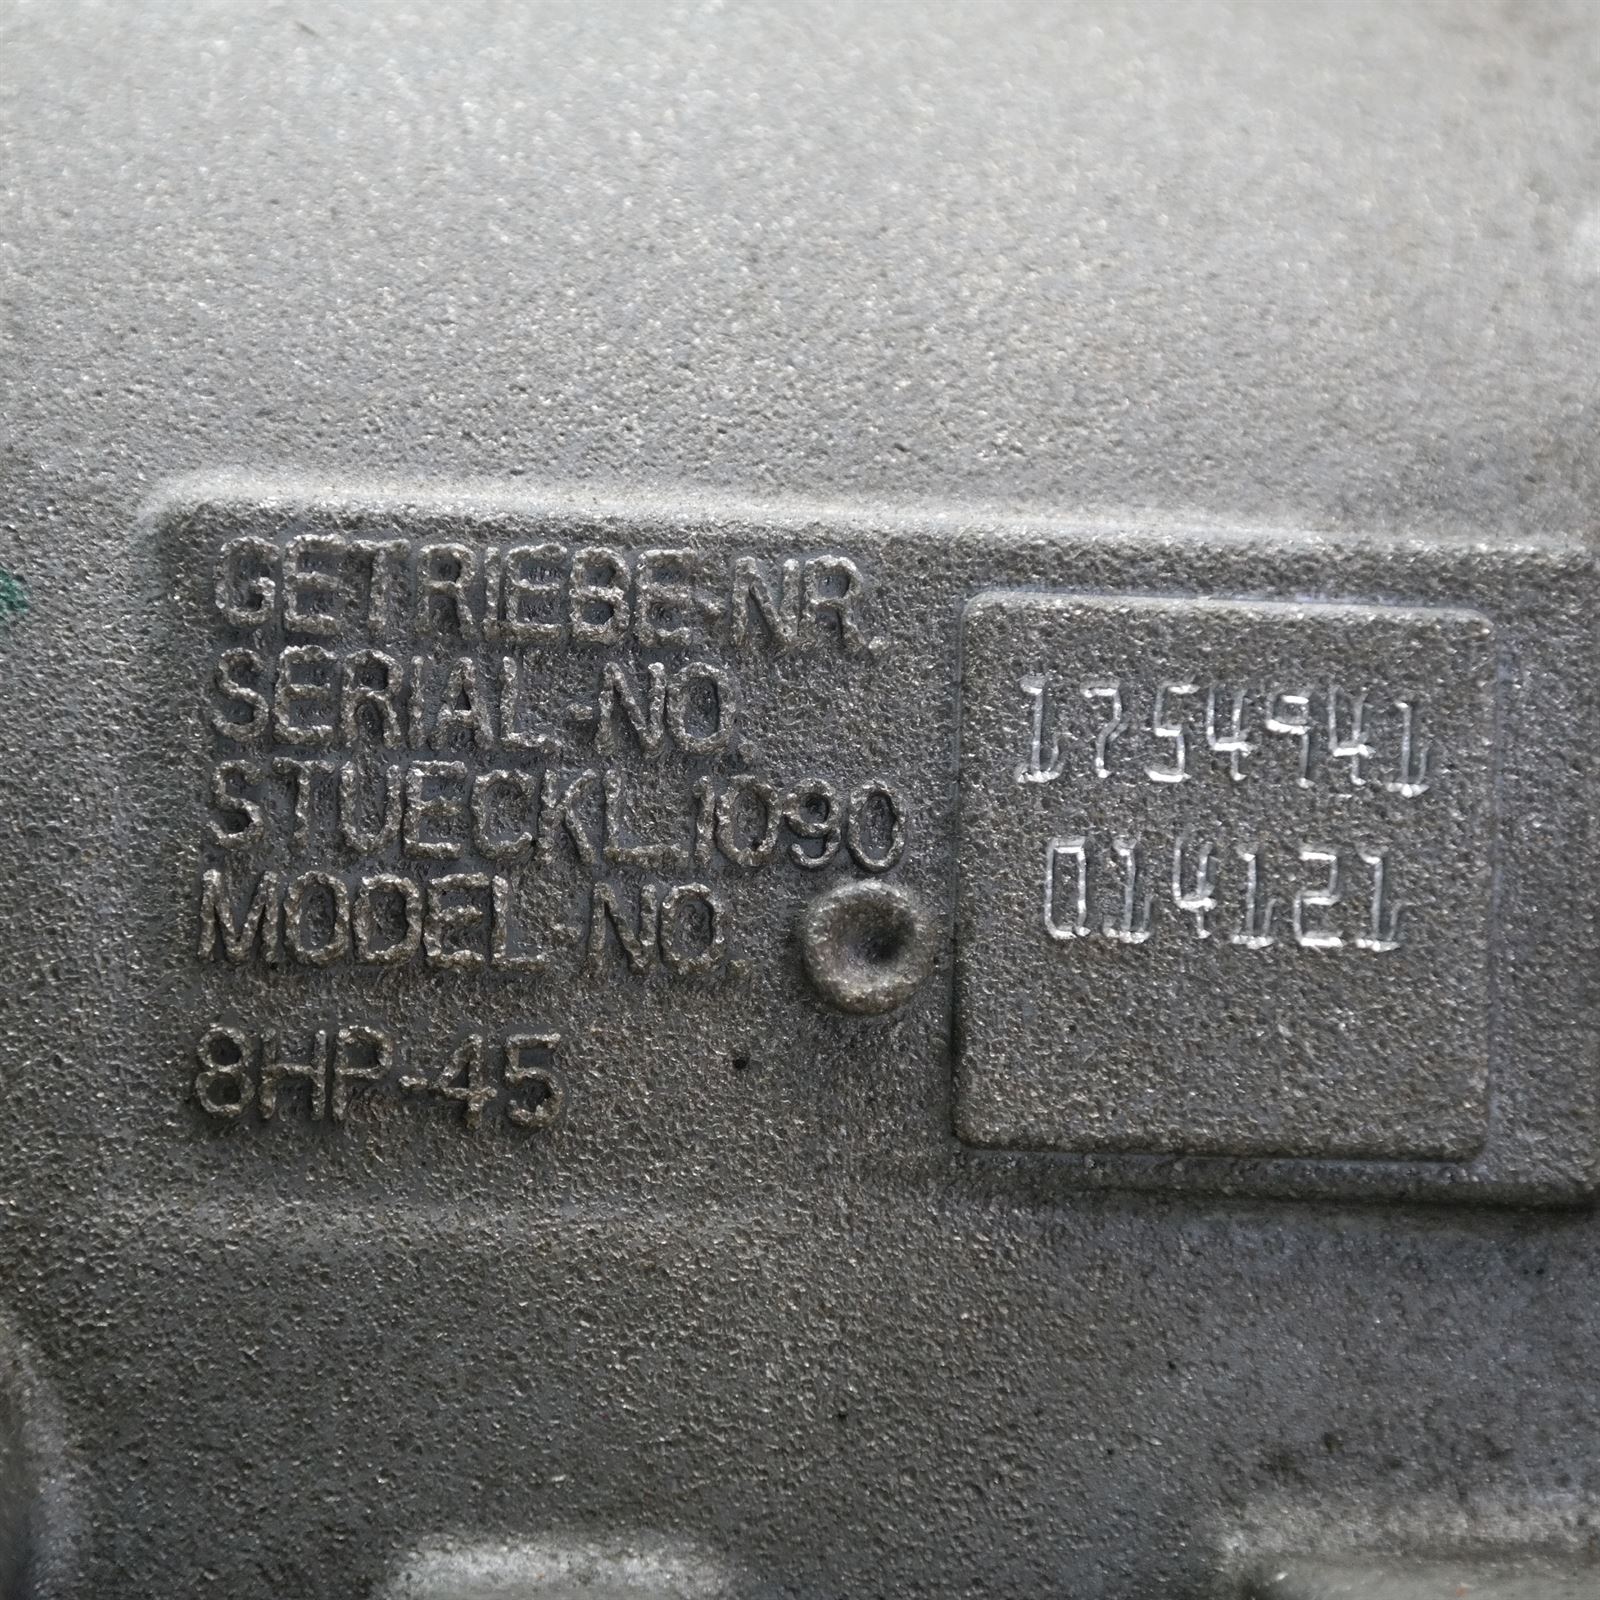 GETRIEBE-NR.
SERIAL-NO.
STUECKL.1090
MODEL-NO.
8HP-45
1754941
014121